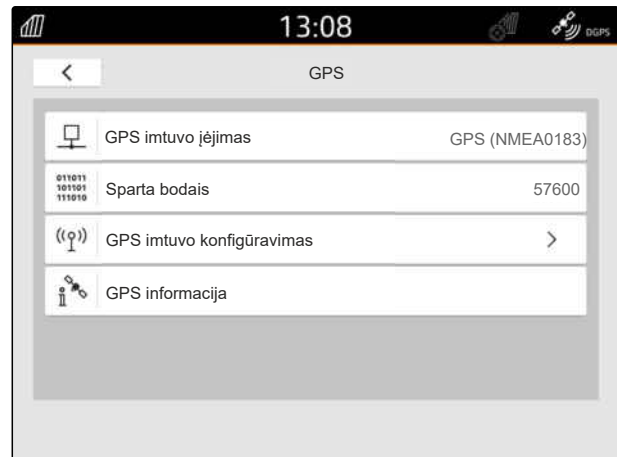 13:08
DGPS
GPS
GPS imtuvo įėjimas GPS (NMEA0183)
011011
101101
111010
Sparta bodais 57600
GPS imtuvo konfigūravimas
GPS informacija